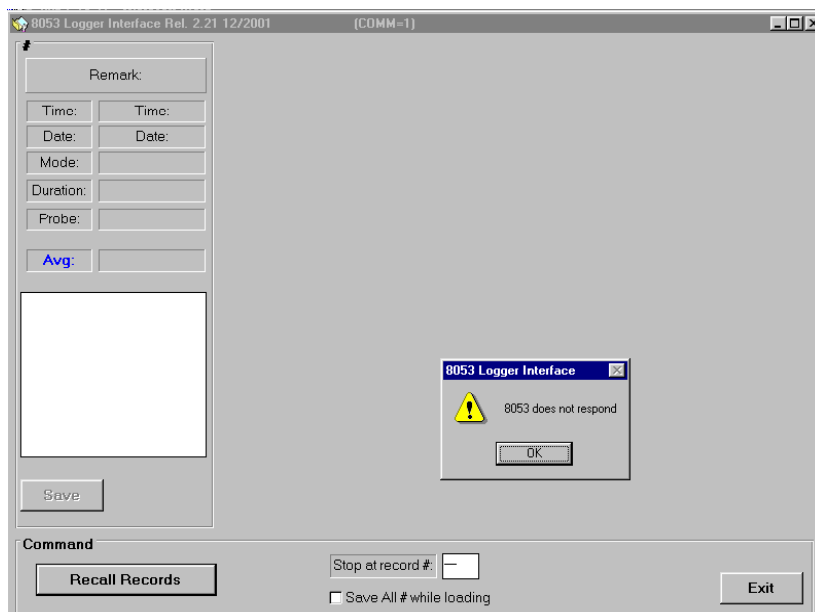 8053 Logger Interface Rel. 2.21 12/2001 (COMM=1)
#
Remark:
Time: Time:
Date: Date:
Mode:
Duration:
Probe:
Avg:
8053 Logger Interface
8053 does not respond
OK
Save
Command
Recall Records
Stop at record #: —
Save All # while loading
Exit